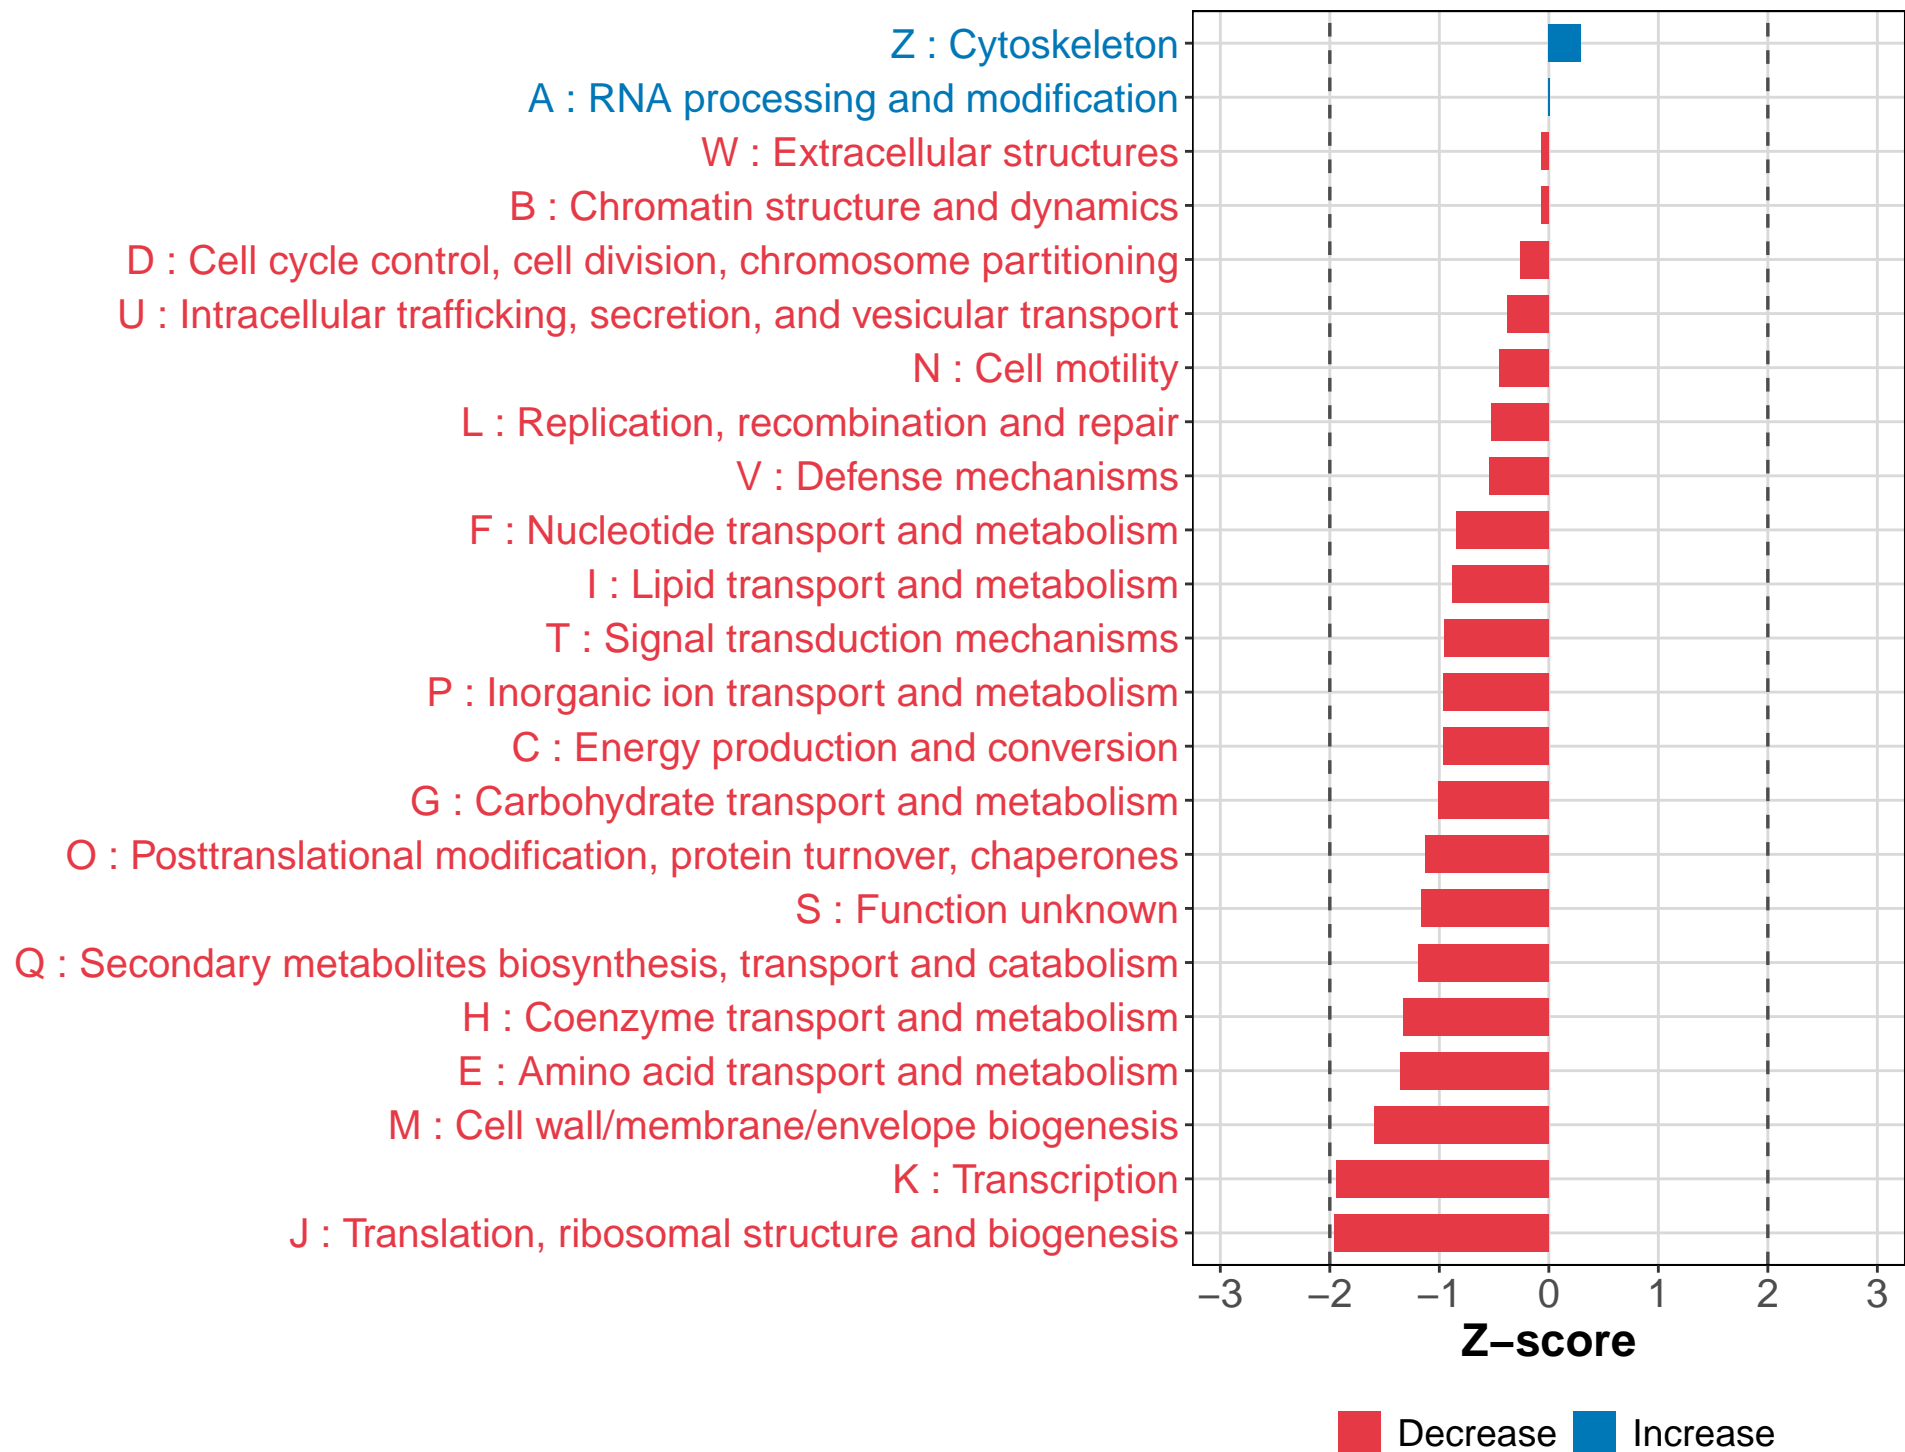 Z : Cytoskeleton
A : RNA processing and modification
W : Extracellular structures
B : Chromatin structure and dynamics
D : Cell cycle control, cell division, chromosome partitioning
U : Intracellular trafficking, secretion, and vesicular transport
N : Cell motility
L : Replication, recombination and repair
V : Defense mechanisms
F : Nucleotide transport and metabolism
I : Lipid transport and metabolism
T : Signal transduction mechanisms
P : Inorganic ion transport and metabolism
C : Energy production and conversion
G : Carbohydrate transport and metabolism
O : Posttranslational modification, protein turnover, chaperones
S : Function unknown
Q : Secondary metabolites biosynthesis, transport and catabolism
H : Coenzyme transport and metabolism
E : Amino acid transport and metabolism
M : Cell wall/membrane/envelope biogenesis
K : Transcription
J : Translation, ribosomal structure and biogenesis
−3 −2 −1 0 1 2 3
Z−score
Decrease Increase